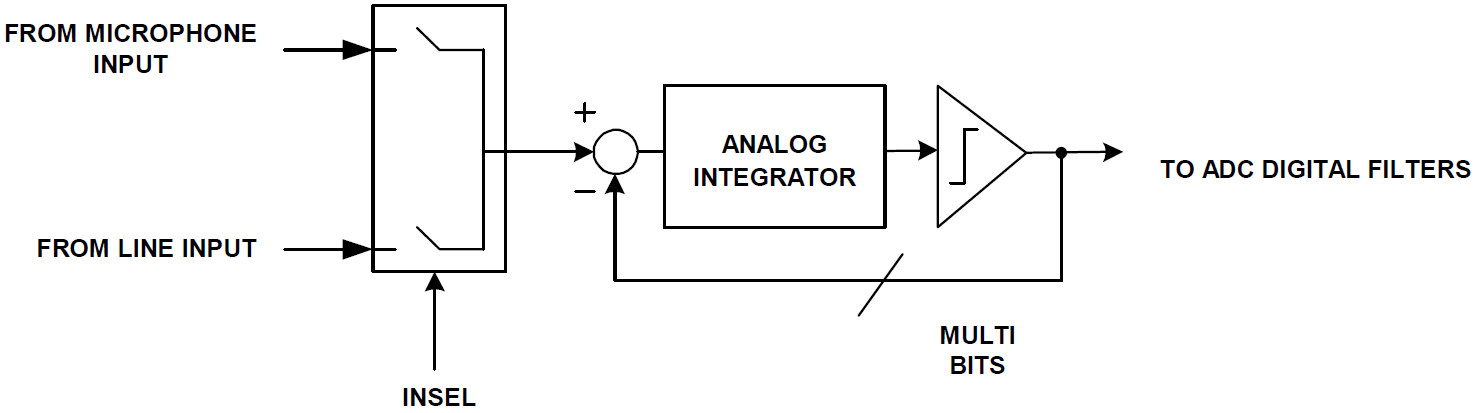 FROM MICROPHONE
INPUT
+
−
ANALOG
INTEGRATOR
TO ADC DIGITAL FILTERS
FROM LINE INPUT
MULTI
BITS
INSEL